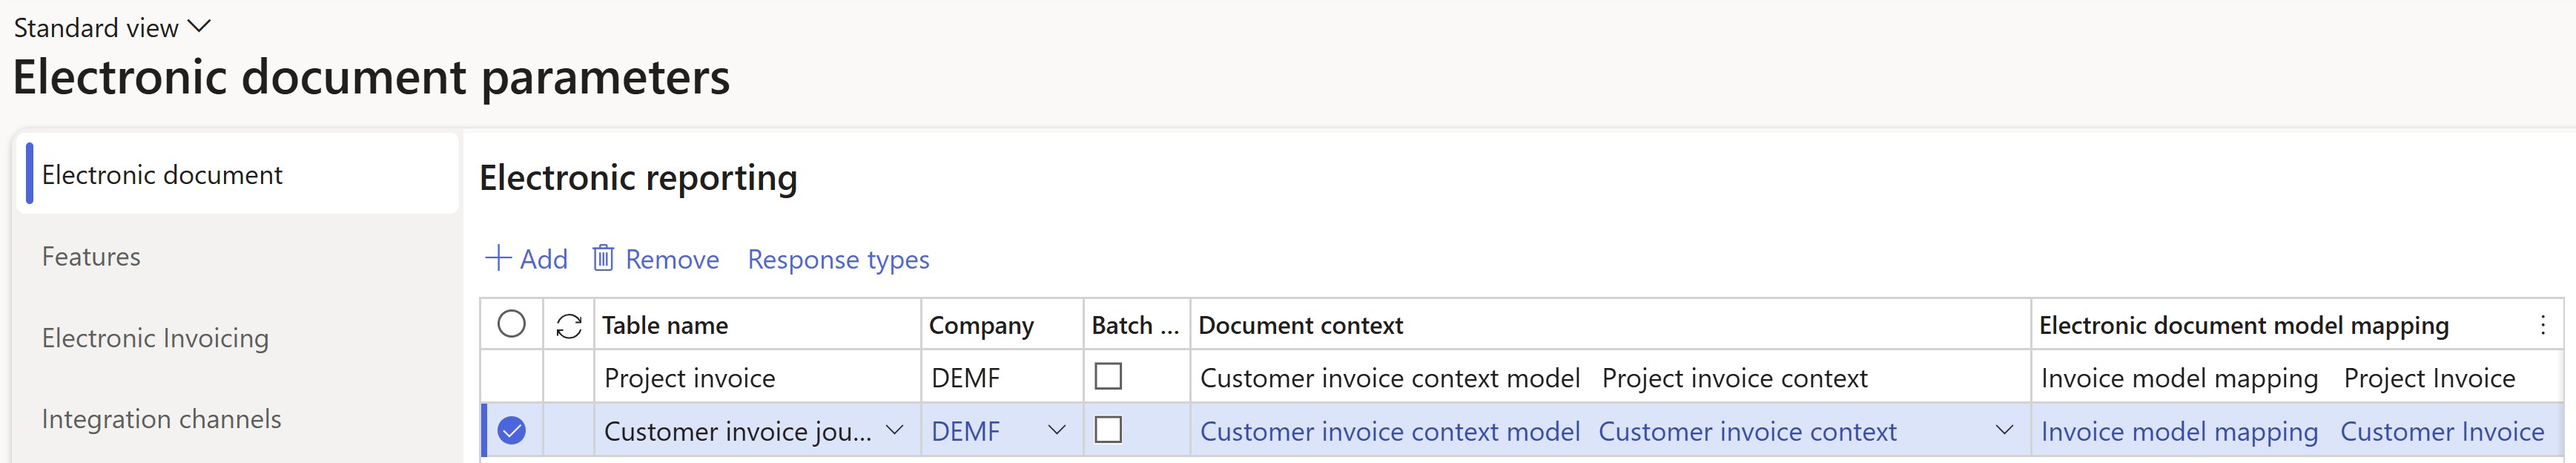 Standard view
Electronic document parameters
Electronic document
Features
Electronic Invoicing
Integration channels
Electronic reporting
Add Remove Response types
Table name Company Batch ... Document context Electronic document model mapping
Project invoice DEMF Customer invoice context model Project invoice context Invoice model mapping Project Invoice
Customer invoice jou... DEMF Customer invoice context model Customer invoice context Invoice model mapping Customer Invoice